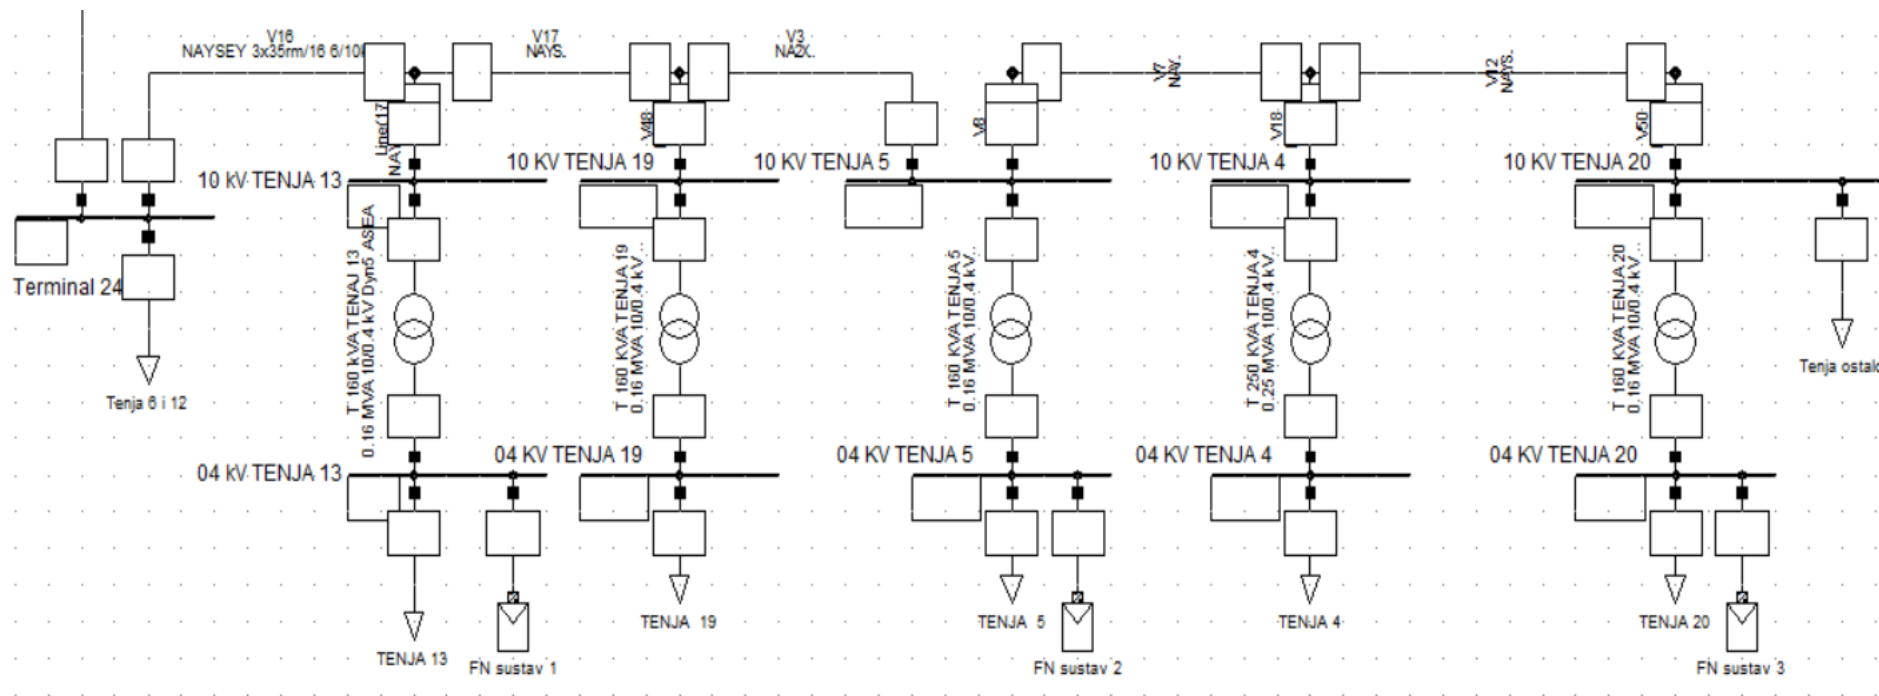 V16
NAYSEY 3x35rm/16 6/10
V17
NAYS..
V3
NA2X..
V7
NAY..
V12
NAYS..
Line(17
NAY
V48
V8
V18
V50
10 kV TENJA 13
10 KV TENJA 19
10 KV TENJA 5
10 KV TENJA 4
10 KV TENJA 20
Terminal 24
T 160 kVA TENAJ 13
0.16 MVA 10/0.4 kV Dyn5 ASEA
T 160 KVA TENJA 19
0.16 MVA 10/0.4 kV..
T 160 KVA TENJA 5
0.16 MVA 10/0.4 kV..
T 250 KVA TENJA 4
0.25 MVA 10/0.4 kV..
T 160 KVA TENJA 20
0.16 MVA 10/0.4 kV..
Tenja 6 i 12
Tenja ostalo
04 kV TENJA 13
04 KV TENJA 19
04 KV TENJA 5
04 KV TENJA 4
04 KV TENJA 20
TENJA 13
FN sustav 1
TENJA 19
TENJA 5
FN sustav 2
TENJA 4
TENJA 20
FN sustav 3